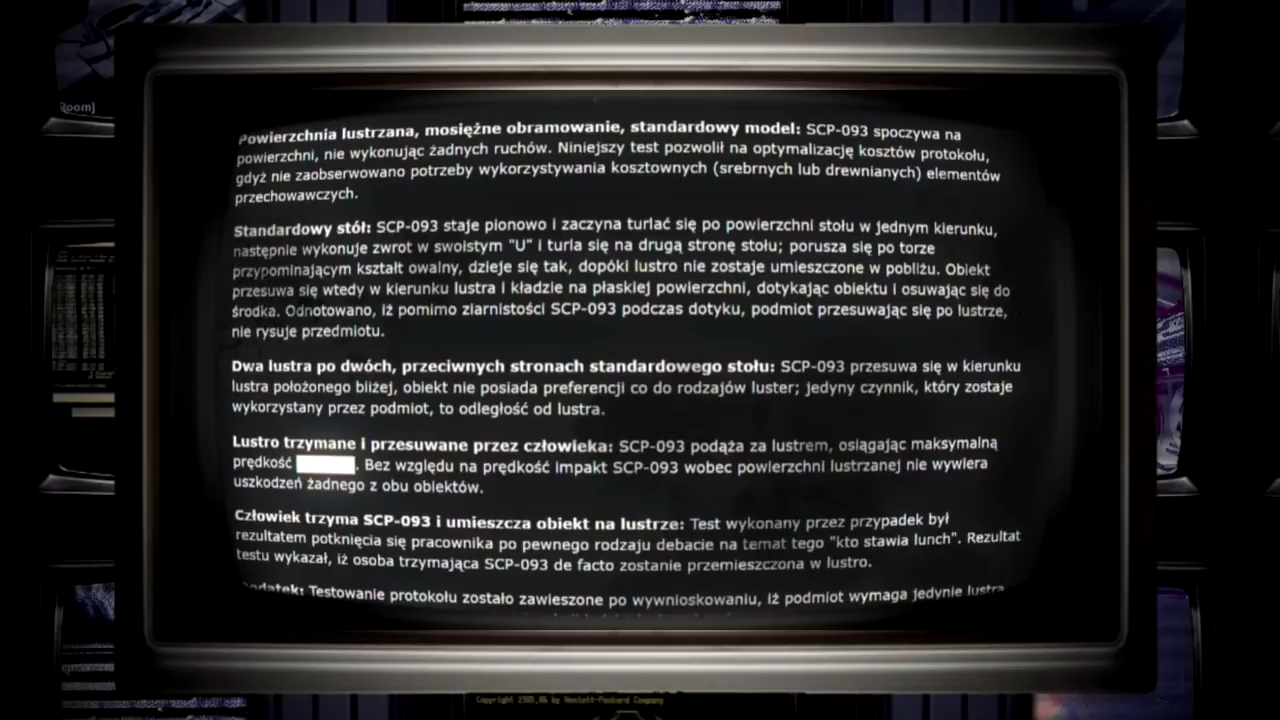 Room]
Powierzchnia lustrzana, mosiężne obramowanie, standardowy model: SCP-093 spoczywa na
powierzchni, nie wykonując żadnych ruchów. Niniejszy test pozwolił na optymalizację kosztów protokołu,
gdyż nie zaobserwowano potrzeby wykorzystywania kosztownych (srebrnych lub drewnianych) elementów
przechowawczych.
Standardowy stół: SCP-093 staje pionowo i zaczyna turlać się po powierzchni stołu w jednym kierunku,
następnie wykonuje zwrot w swoistym "U" i turla się na drugą stronę stołu; porusza się po torze
przypominającym kształt owalny, dzieje się tak, dopóki lustro nie zostaje umieszczone w pobliżu. Obiekt
przesuwa się wtedy w kierunku lustra i kładzie na płaskiej powierzchni, dotykając obiektu i osuwając się do
środka. Odnotowano, iż pomimo ziarnistości SCP-093 podczas dotyku, podmiot przesuwając się po lustrze,
nie rysuje przedmiotu.
Dwa lustra po dwóch, przeciwnych stronach standardowego stołu: SCP-093 przesuwa się w kierunku
lustra położonego bliżej, obiekt nie posiada preferencji co do rodzajów luster; jedyny czynnik, który zostaje
wykorzystany przez podmiot, to odległość od lustra.
Lustro trzymane i przesuwane przez człowieka: SCP-093 podąża za lustrem, osiągając maksymalną
prędkość . Bez względu na prędkość impakt SCP-093 wobec powierzchni lustrzanej nie wywiera
uszkodzeń żadnego z obu obiektów.
Człowiek trzyma SCP-093 i umieszcza obiekt na lustrze: Test wykonany przez przypadek był
rezultatem potknięcia się pracownika po pewnego rodzaju debacie na temat tego "kto stawia lunch". Rezultat
testu wykazał, iż osoba trzymająca SCP-093 de facto zostanie przemieszczona w lustro.
Dodatek: Testowanie protokołu zostało zawieszone po wywnioskowaniu, iż podmiot wymaga jedynie lustra
Copyright 1985,86 by Hewlett-Packard Company